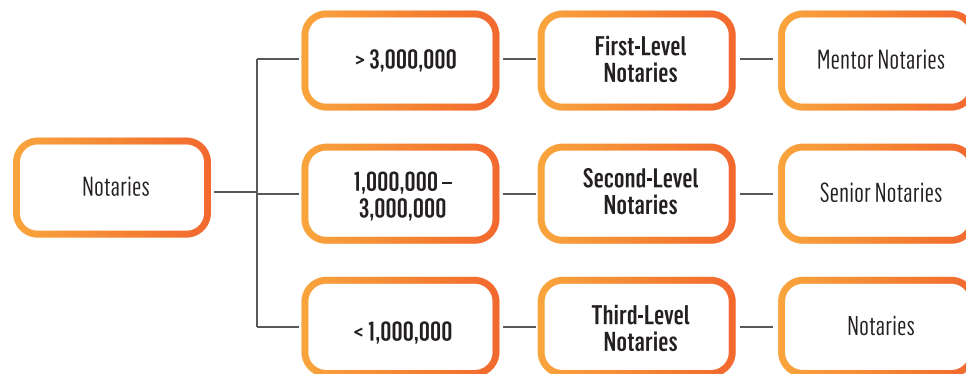 Notaries
> 3,000,000
First-Level
Notaries
Mentor Notaries
1,000,000 –
3,000,000
Second-Level
Notaries
Senior Notaries
< 1,000,000
Third-Level
Notaries
Notaries